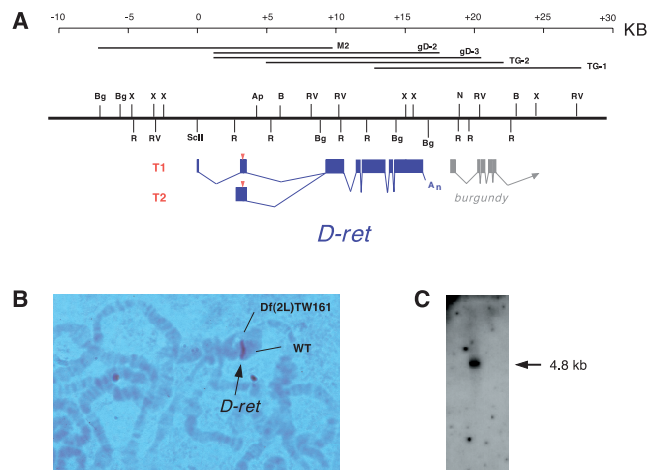 A
-10 -5 0 +5 +10 +15 +20 +25 +30 KB
M2
gD-2
gD-3
TG-2
TG-1
Bg Bg X X X Ap B RV RV X X N RV B X RV
R RV ScII R R Bg R R R Bg R R R
T1
T2
An
burgundy
D-ret
B
Df(2L)TW161
WT
D-ret
C
4.8 kb